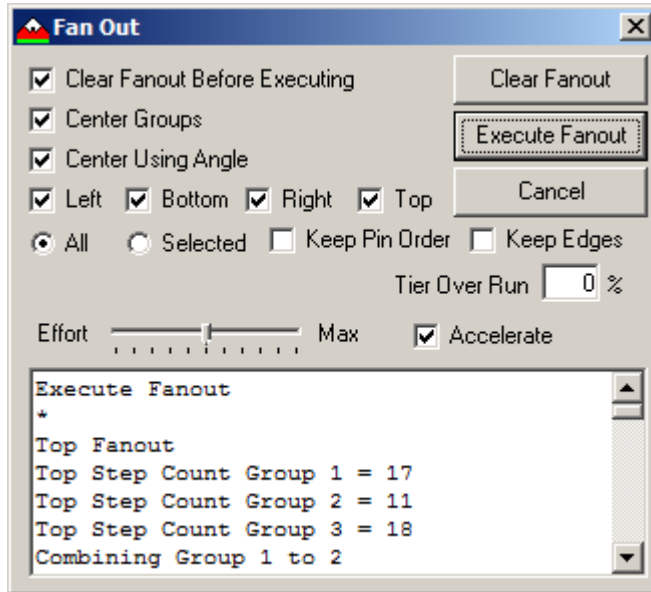 Fan Out
Clear Fanout Before Executing
Clear Fanout
Center Groups
Execute Fanout
Center Using Angle
Left Bottom Right Top
Cancel
All Selected Keep Pin Order Keep Edges
Tier Over Run 0 %
Effort Max Accelerate
Execute Fanout
*
Top Fanout
Top Step Count Group 1 = 17
Top Step Count Group 2 = 11
Top Step Count Group 3 = 18
Combining Group 1 to 2